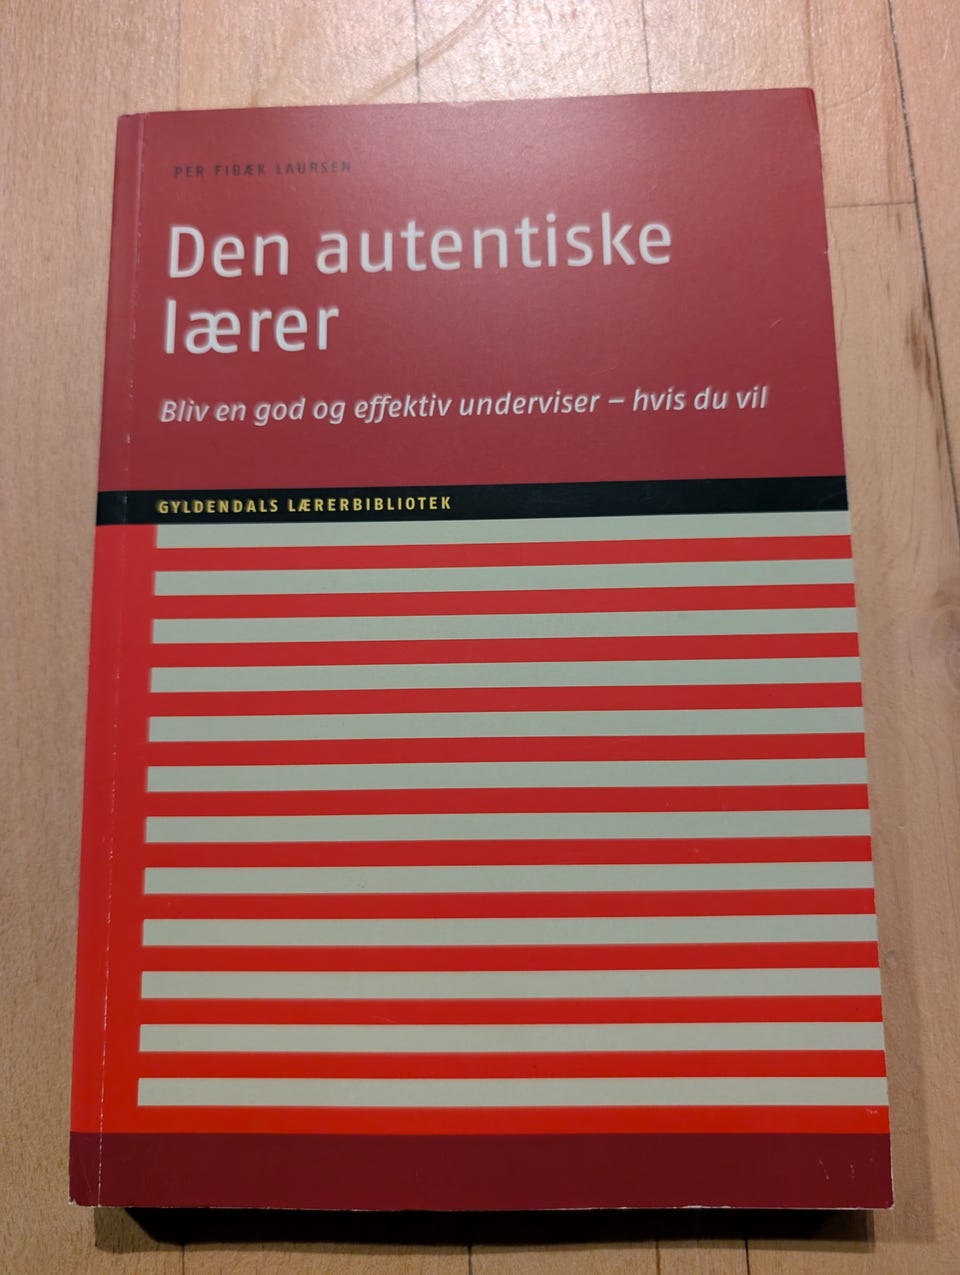 PER FIBÆK LAURSEN
Den autentiske
lærer
Bliv en god og effektiv underviser – hvis du vil
GYLDENDALS LÆRERBIBLIOTEK